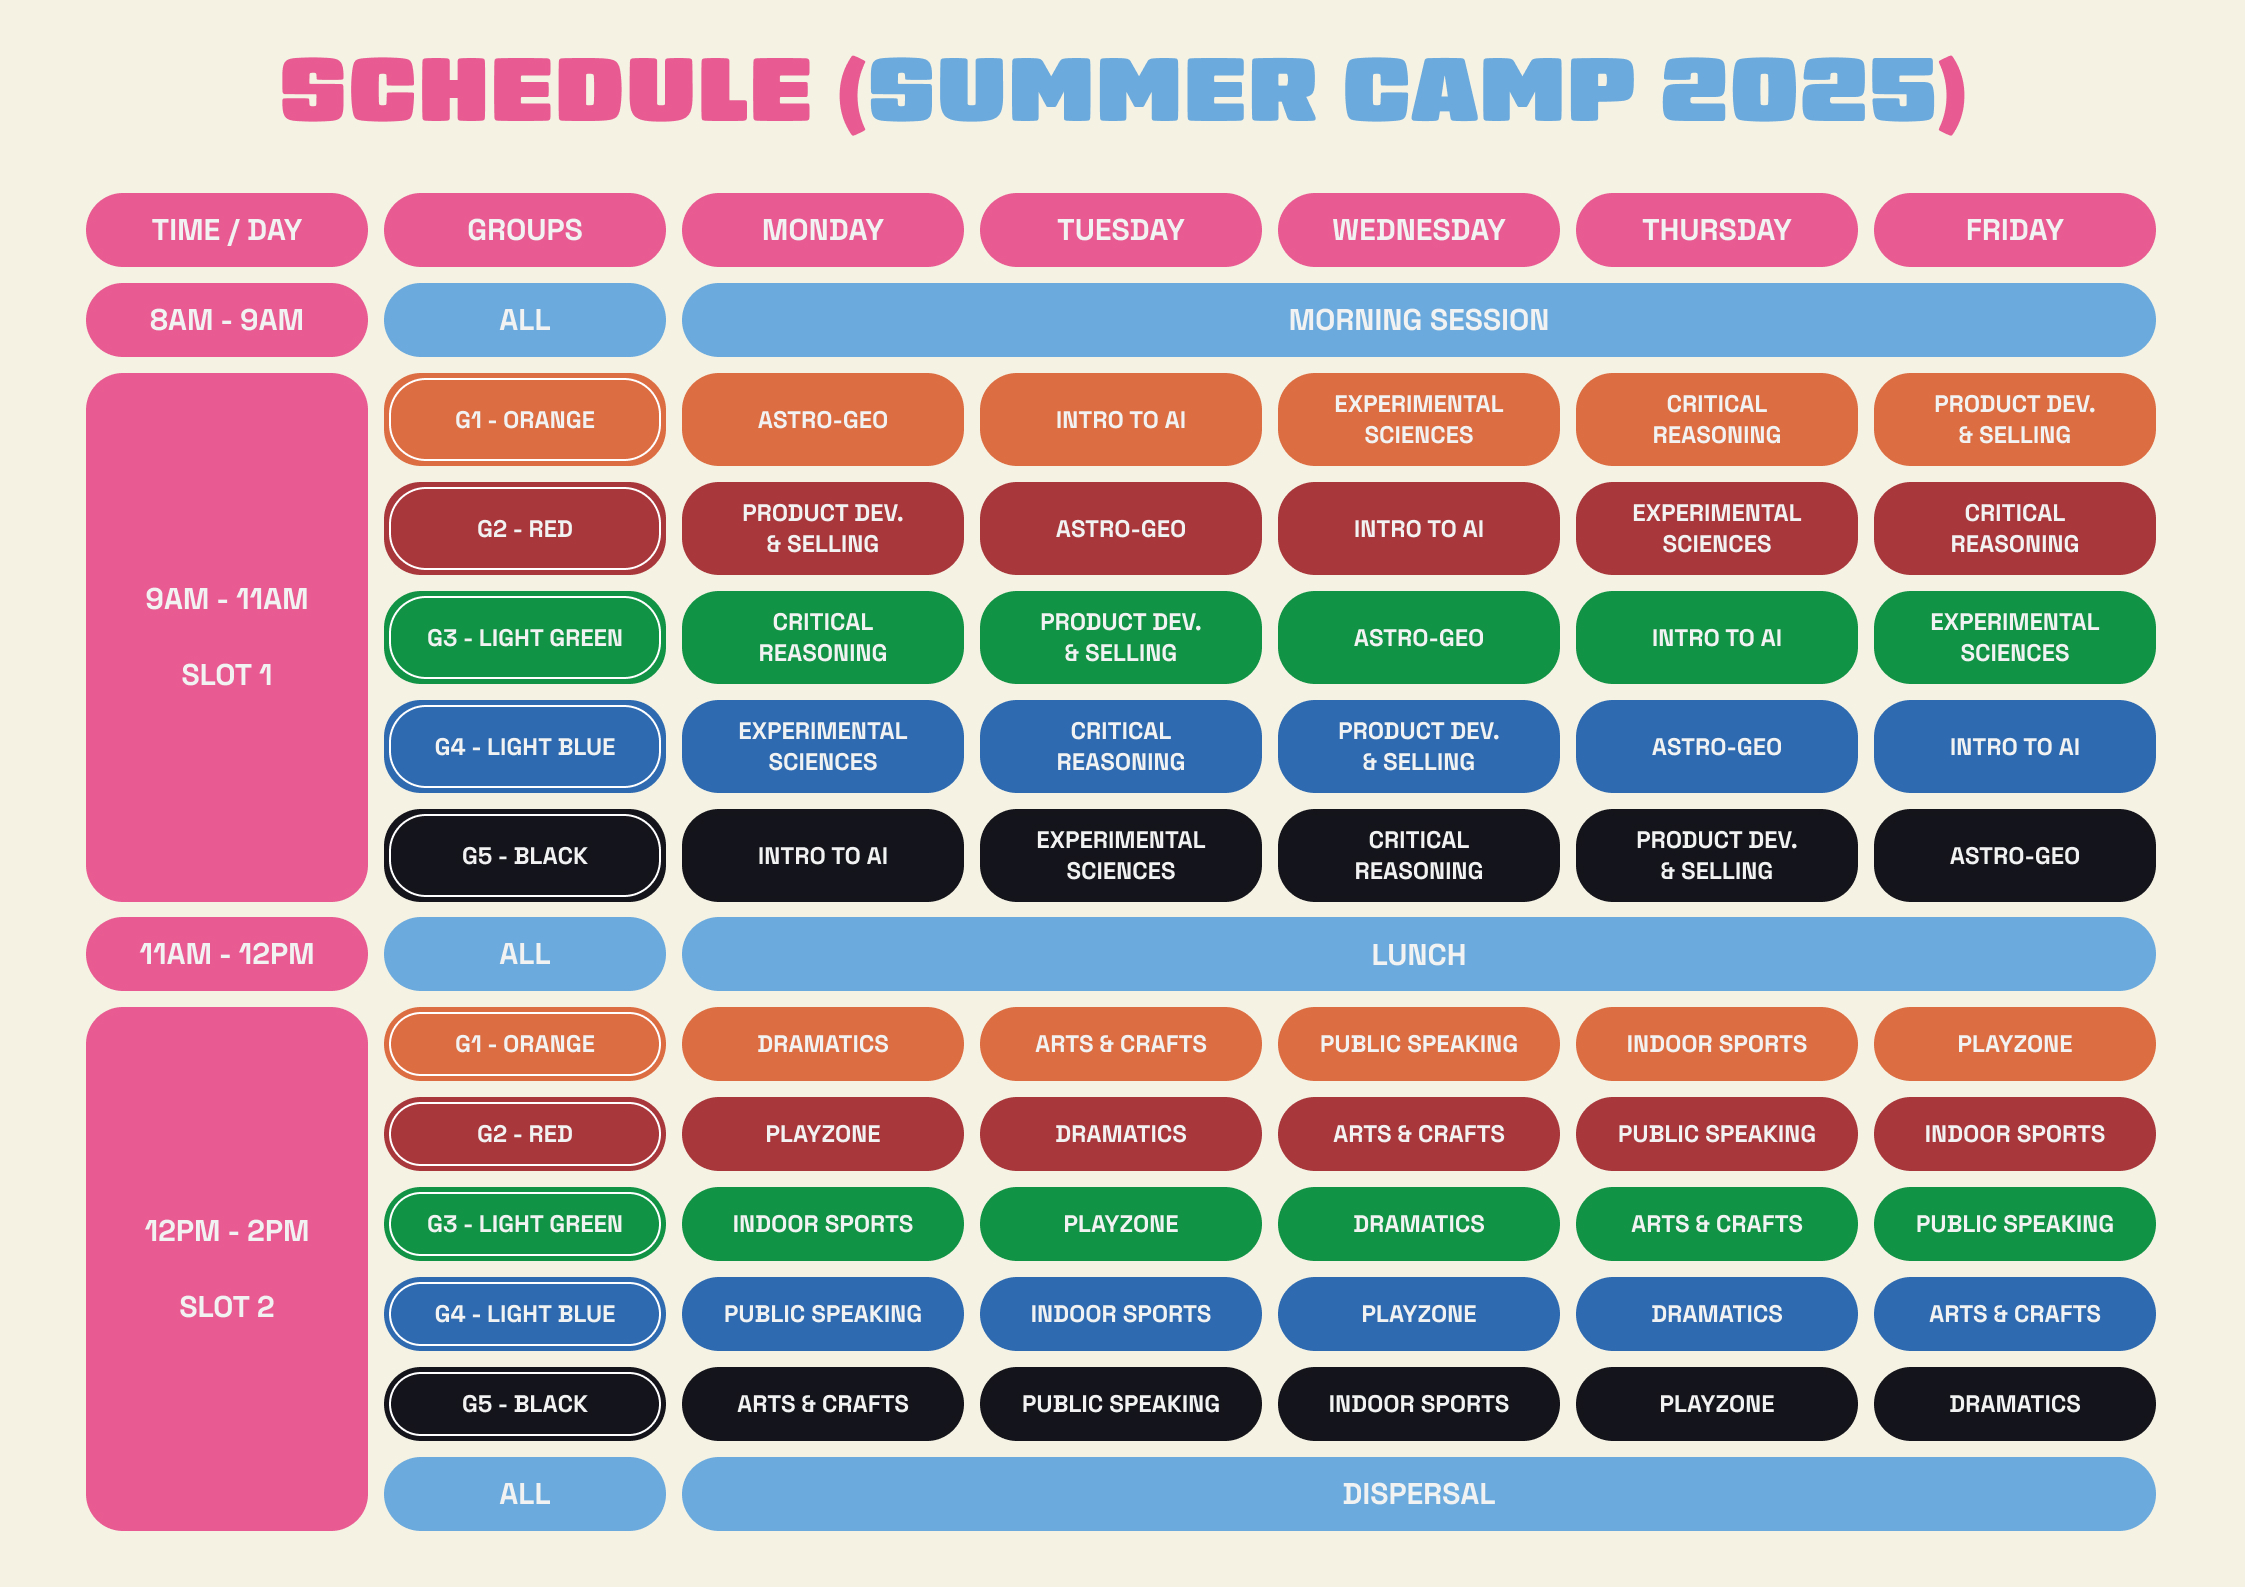 SCHEDULE (SUMMER CAMP 2025)
TIME / DAY
GROUPS
MONDAY
TUESDAY
WEDNESDAY
THURSDAY
FRIDAY
8AM - 9AM
ALL
MORNING SESSION
9AM - 11AM
SLOT 1
G1 - ORANGE
ASTRO-GEO
INTRO TO AI
EXPERIMENTAL
SCIENCES
CRITICAL
REASONING
PRODUCT DEV.
& SELLING
G2 - RED
PRODUCT DEV.
& SELLING
ASTRO-GEO
INTRO TO AI
EXPERIMENTAL
SCIENCES
CRITICAL
REASONING
G3 - LIGHT GREEN
CRITICAL
REASONING
PRODUCT DEV.
& SELLING
ASTRO-GEO
INTRO TO AI
EXPERIMENTAL
SCIENCES
G4 - LIGHT BLUE
EXPERIMENTAL
SCIENCES
CRITICAL
REASONING
PRODUCT DEV.
& SELLING
ASTRO-GEO
INTRO TO AI
G5 - BLACK
INTRO TO AI
EXPERIMENTAL
SCIENCES
CRITICAL
REASONING
PRODUCT DEV.
& SELLING
ASTRO-GEO
11AM - 12PM
ALL
LUNCH
12PM - 2PM
SLOT 2
G1 - ORANGE
DRAMATICS
ARTS & CRAFTS
PUBLIC SPEAKING
INDOOR SPORTS
PLAYZONE
G2 - RED
PLAYZONE
DRAMATICS
ARTS & CRAFTS
PUBLIC SPEAKING
INDOOR SPORTS
G3 - LIGHT GREEN
INDOOR SPORTS
PLAYZONE
DRAMATICS
ARTS & CRAFTS
PUBLIC SPEAKING
G4 - LIGHT BLUE
PUBLIC SPEAKING
INDOOR SPORTS
PLAYZONE
DRAMATICS
ARTS & CRAFTS
G5 - BLACK
ARTS & CRAFTS
PUBLIC SPEAKING
INDOOR SPORTS
PLAYZONE
DRAMATICS
ALL
DISPERSAL